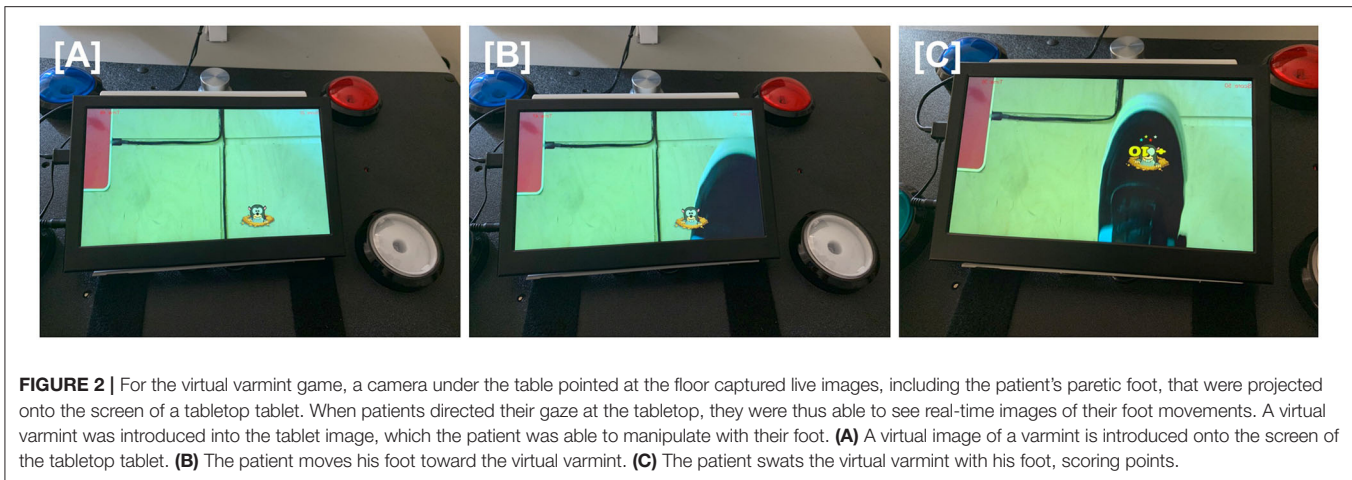 [A]
[B]
[C]
FIGURE 2 | For the virtual varmint game, a camera under the table pointed at the floor captured live images, including the patient's paretic foot, that were projected
onto the screen of a tabletop tablet. When patients directed their gaze at the tabletop, they were thus able to see real-time images of their foot movements. A virtual
varmint was introduced into the tablet image, which the patient was able to manipulate with their foot. (A) A virtual image of a varmint is introduced onto the screen of
the tabletop tablet. (B) The patient moves his foot toward the virtual varmint. (C) The patient swats the virtual varmint with his foot, scoring points.